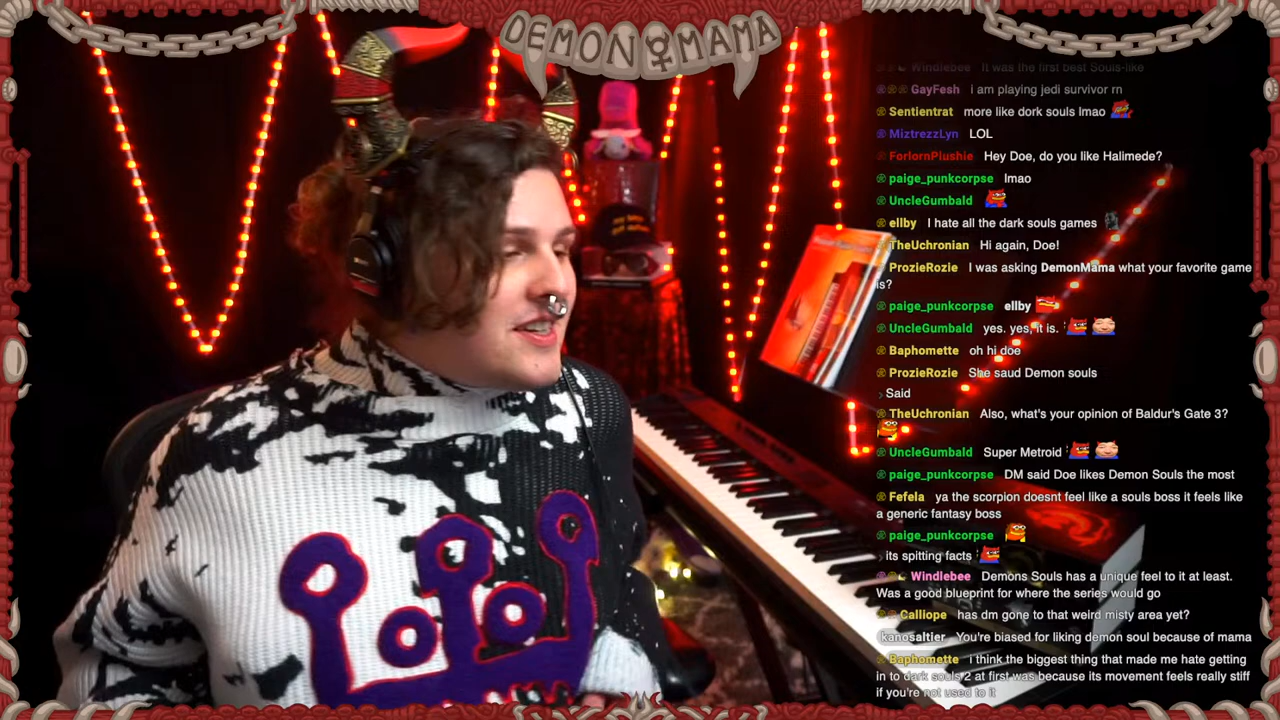 DEMON MAMA
Windlebee It was the first best Souls-like
GayFesh i am playing jedi survivor rn
Sentientrat more like dork souls lmao
MiztrezzLyn LOL
ForlornPlushie Hey Doe, do you like Halimede?
paige_punkcorpse lmao
UncleGumbald
ellby I hate all the dark souls games
TheUchronian Hi again, Doe!
ProzieRozie I was asking DemonMama what your favorite game
is?
paige_punkcorpse ellby
UncleGumbald yes. yes, it is.
Baphomette oh hi doe
ProzieRozie She saud Demon souls
Said
TheUchronian Also, what's your opinion of Baldur's Gate 3?
UncleGumbald Super Metroid
paige_punkcorpse DM said Doe likes Demon Souls the most
Fefela ya the scorpion doesnt feel like a souls boss it feels like
a generic fantasy boss
paige_punkcorpse
its spitting facts
Windlebee Demons Souls had a unique feel to it at least.
Was a good blueprint for where the series would go
Calliope has dm gone to the weird misty area yet?
kanosaltier You're biased for liking demon soul because of mama
Baphomette i think the biggest thing that made me hate getting
in to dark souls 2 at first was because its movement feels really stiff
if you're not used to it